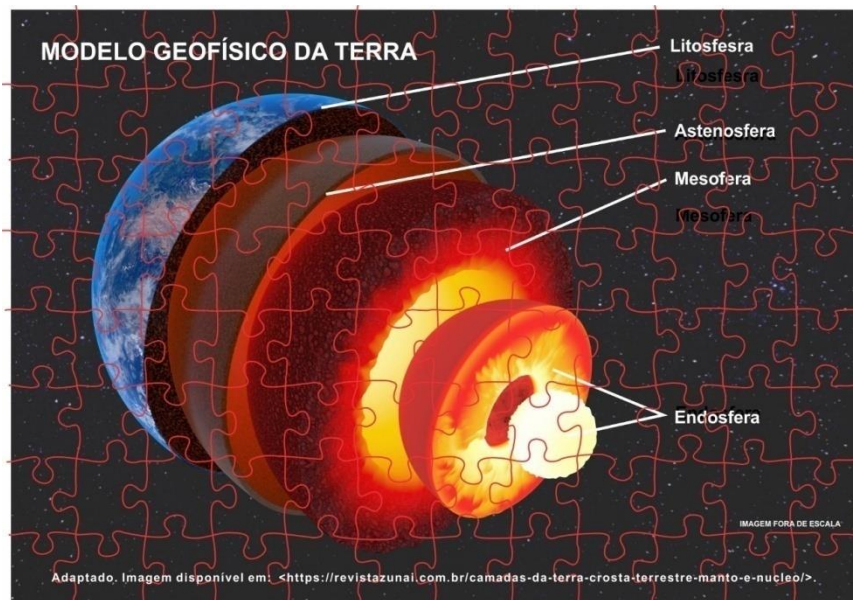 MODELO GEOFÍSICO DA TERRA
Litosfesra
Litosfesra
Astenosfera
Mesofera
Mesofera
Endosfera
Endosfera
IMAGEM FORA DE ESCALA
Adaptado. Imagem disponível em: <https://revistazunai.com.br/camadas-da-terra-crosta-terrestre-manto-e-nucleo/>.